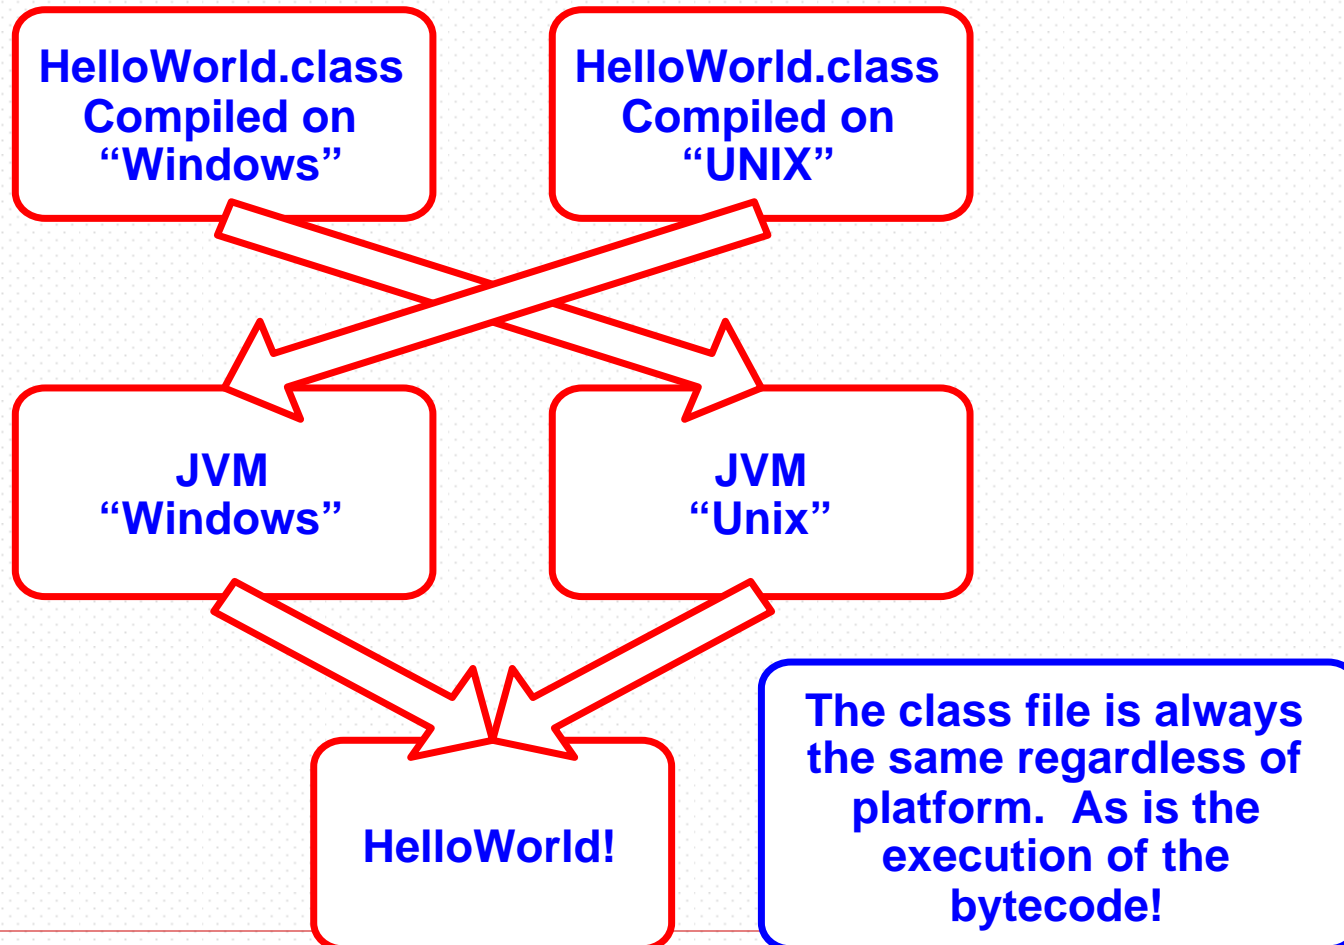 HelloWorld.class
Compiled on
“Windows”
HelloWorld.class
Compiled on
“UNIX”
JVM
“Windows”
JVM
“Unix”
HelloWorld!
The class file is always
the same regardless of
platform.  As is the
execution of the
bytecode!